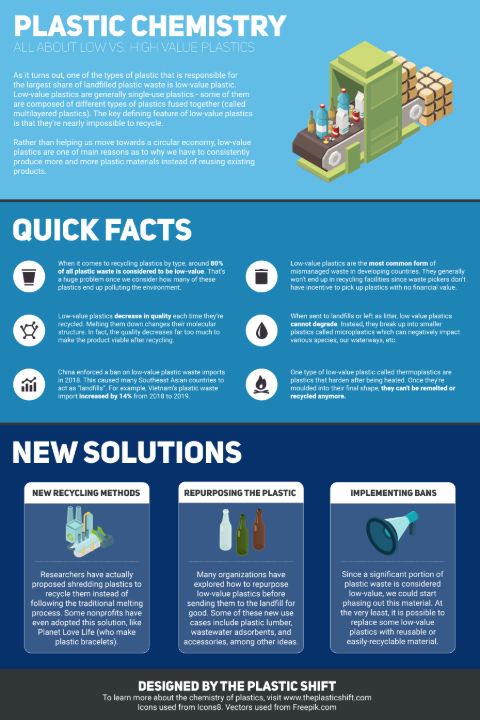 PLASTIC CHEMISTRY
ALL ABOUT LOW VS. HIGH VALUE PLASTICS
As it turns out, one of the types of plastic that is responsible for
the largest share of landfilled plastic waste is low-value plastic.
Low-value plastics are generally single-use plastics - some of them
are composed of different types of plastics fused together (called
multilayered plastics). The key defining feature of low-value plastics
is that they're nearly impossible to recycle.
Rather than helping us move towards a circular economy, low-value
plastics are one of main reasons as to why we have to consistently
produce more and more plastic materials instead of reusing existing
products.
QUICK FACTS
When it comes to recycling plastics by type, around 80%
of all plastic waste is considered to be low-value. That's
a huge problem once we consider how many of these
plastics end up polluting the environment.
Low-value plastics are the most common form of
mismanaged waste in developing countries. They generally
won't end up in recycling facilities since waste pickers don't
have incentive to pick up plastics with no financial value.
Low-value plastics decrease in quality each time they're
recycled. Melting them down changes their molecular
structure. In fact, the quality decreases far too much to
make the product viable after recycling.
When sent to landfills or left as litter, low value plastics
cannot degrade. Instead, they break up into smaller
plastics called microplastics which can negatively impact
various species, our waterways, etc.
China enforced a ban on low-value plastic waste imports
in 2018. This caused many Southeast Asian countries to
act as "landfills". For example, Vietnam's plastic waste
import increased by 14% from 2018 to 2019.
One type of low-value plastic called thermoplastics are
plastics that harden after being heated. Once they're
moulded into their final shape, they can't be remelted or
recycled anymore.
NEW SOLUTIONS
NEW RECYCLING METHODS
Researchers have actually
proposed shredding plastics to
recycle them instead of
following the traditional melting
process. Some nonprofits have
even adopted this solution, like
Planet Love Life (who make
plastic bracelets).
REPURPOSING THE PLASTIC
Many organizations have
explored how to repurpose
low-value plastics before
sending them to the landfill for
good. Some of these new use
cases include plastic lumber,
wastewater adsorbents, and
accessories, among other ideas.
IMPLEMENTING BANS
Since a significant portion of
plastic waste is considered
low-value, we could start
phasing out this material. At
the very least, it is possible to
replace some low-value
plastics with reusable or
easily-recyclable material.
DESIGNED BY THE PLASTIC SHIFT
To learn more about the chemistry of plastics, visit www.theplasticshift.com
Icons used from Icons8. Vectors used from Freepik.com